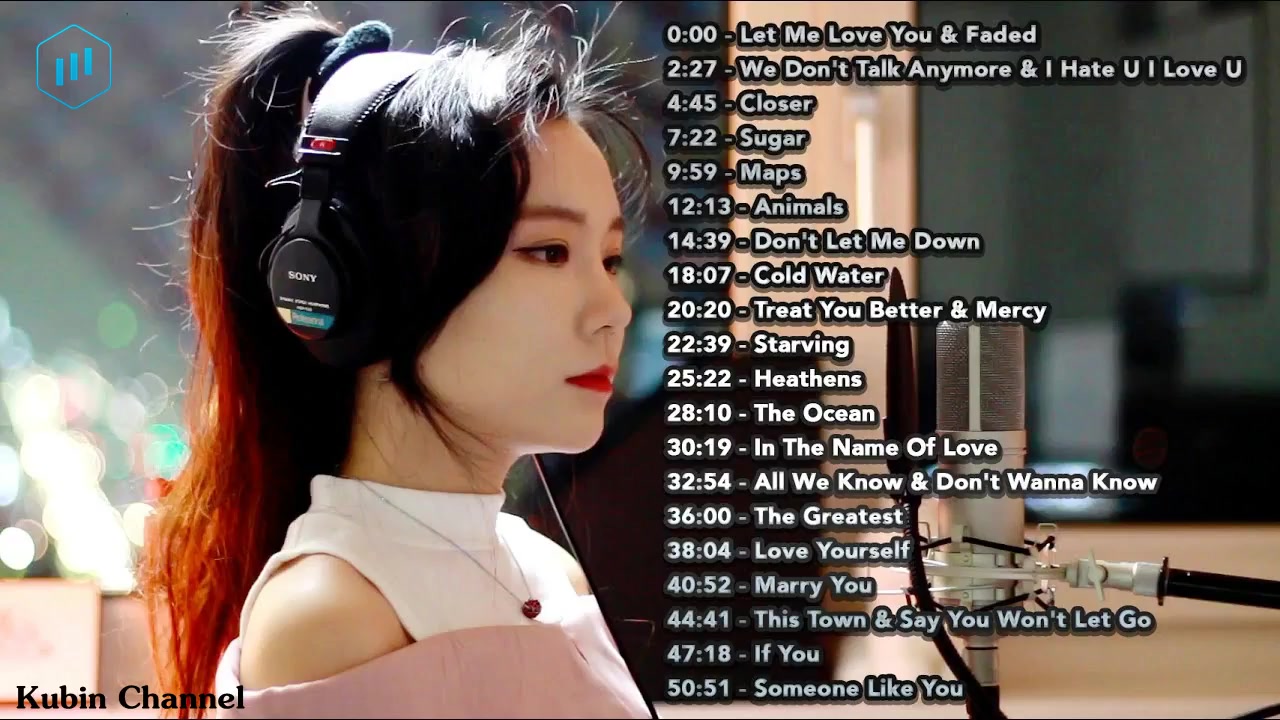 0:00 - Let Me Love You & Faded
2:27 - We Don't Talk Anymore & I Hate U I Love U
4:45 - Closer
7:22 - Sugar
9:59 - Maps
12:13 - Animals
14:39 - Don't Let Me Down
18:07 - Cold Water
20:20 - Treat You Better & Mercy
22:39 - Starving
25:22 - Heathens
28:10 - The Ocean
30:19 - In The Name Of Love
32:54 - All We Know & Don't Wanna Know
36:00 - The Greatest
38:04 - Love Yourself
40:52 - Marry You
44:41 - This Town & Say You Won't Let Go
47:18 - If You
50:51 - Someone Like You
SONY
Professional
Kubin Channel